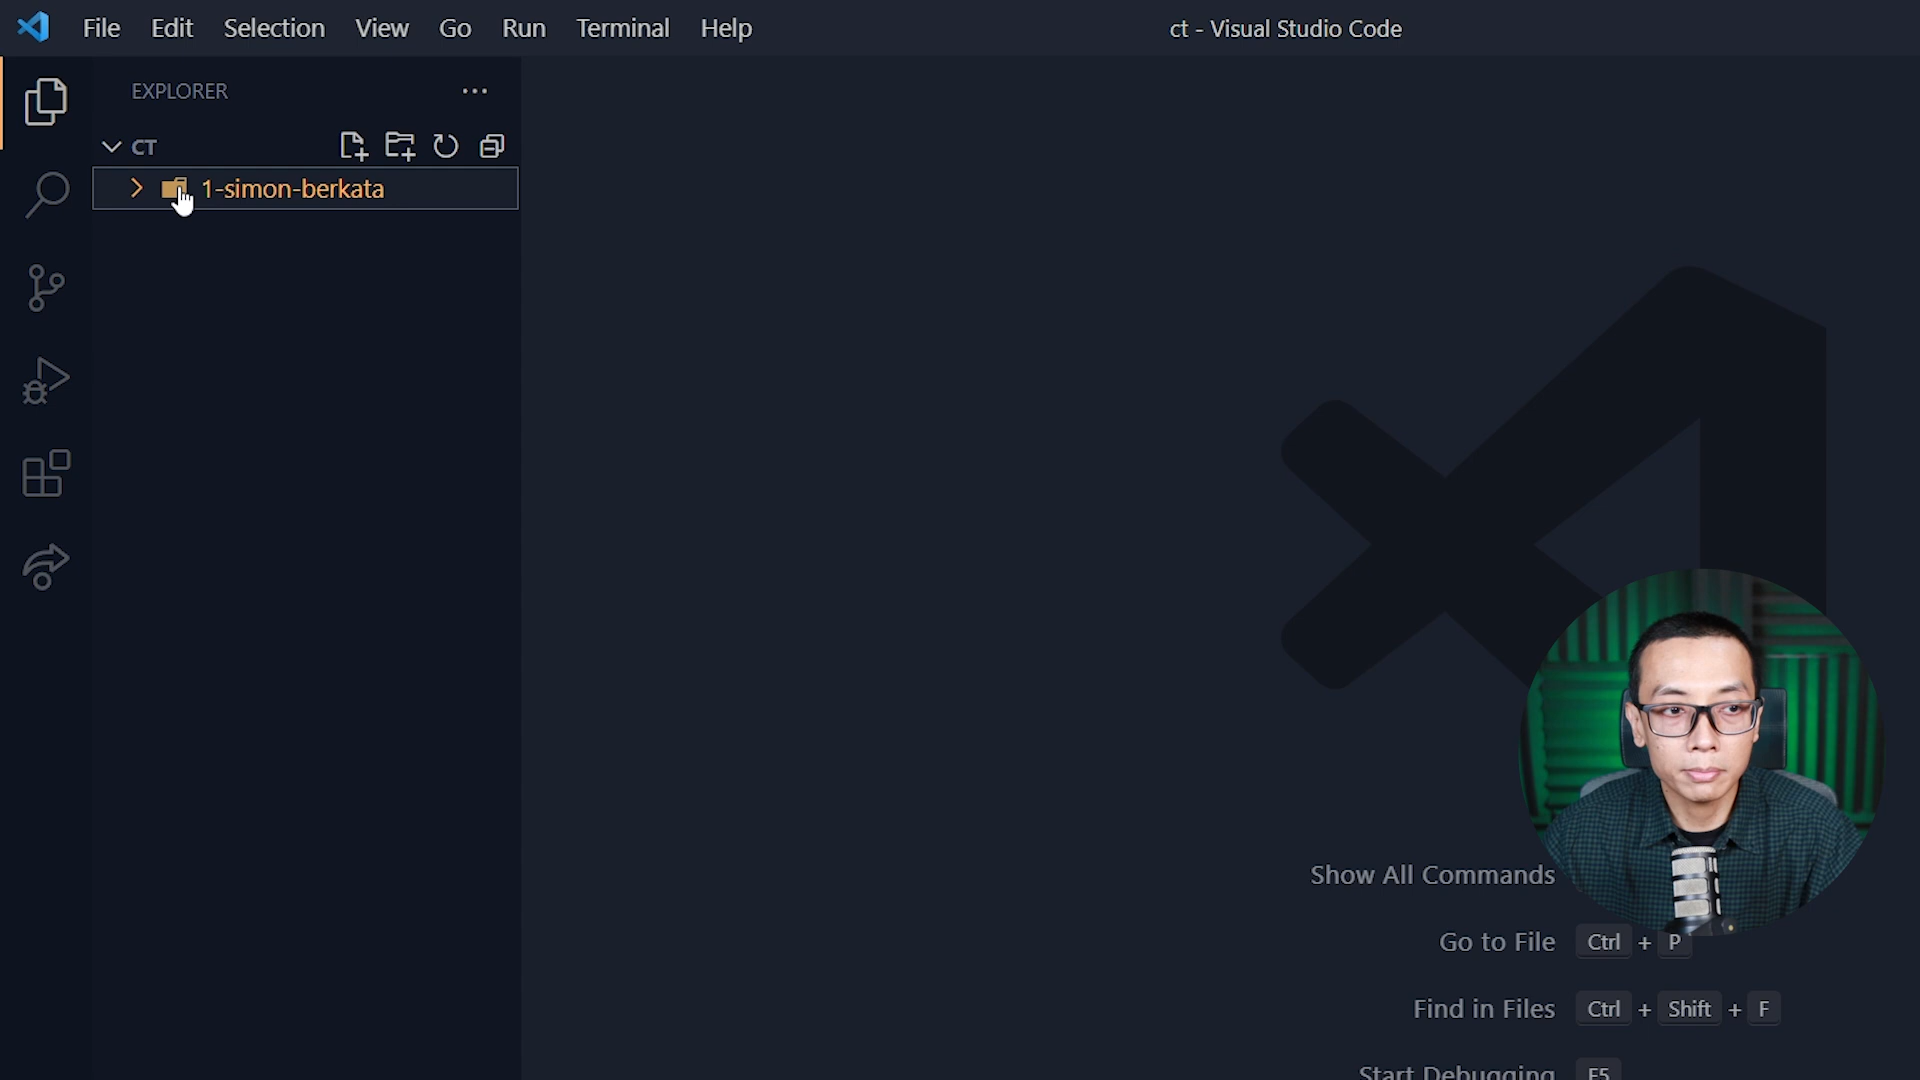 File Edit Selection View Go Run Terminal Help
ct - Visual Studio Code
EXPLORER
CT
1-simon-berkata
Show All Commands
Go to File Ctrl + P
Find in Files Ctrl + Shift + F
Start Debugging F5